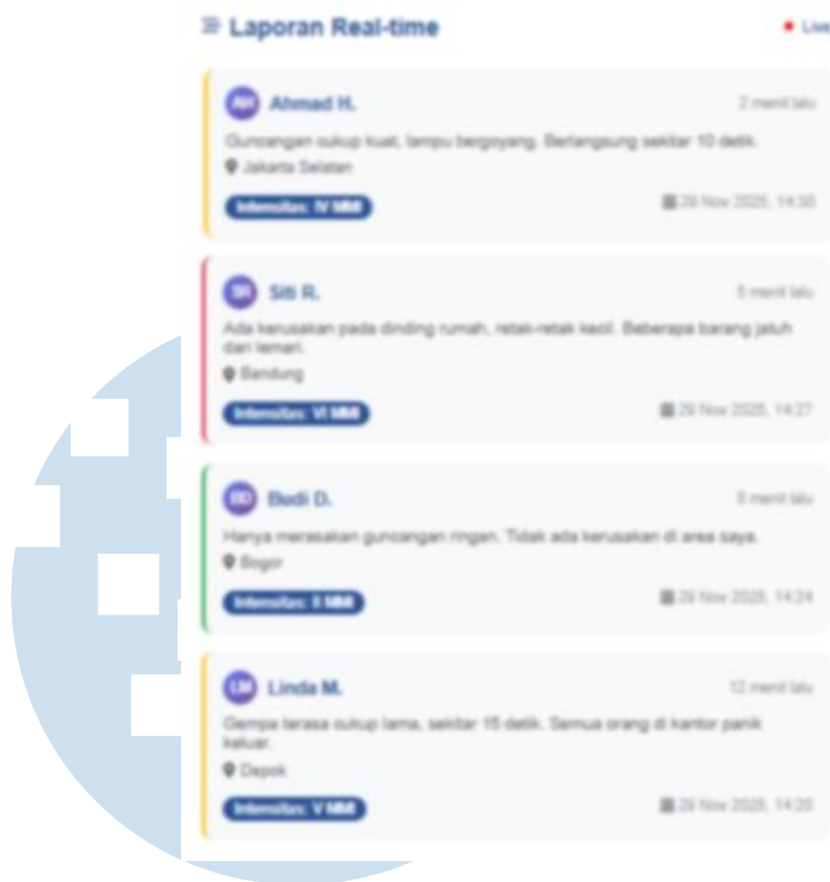 Laporan Real-time
Live
AH Ahmad H.
2 menit lalu
Guncangan cukup kuat, lampu bergoyang. Berlangsung sekitar 10 detik.
Jakarta Selatan
Intensitas: IV MMI
29 Nov 2025, 14:30
SR Siti R.
5 menit lalu
Ada kerusakan pada dinding rumah, retak-retak kecil. Beberapa barang jatuh
dari lemari.
Bandung
Intensitas: VI MMI
29 Nov 2025, 14:27
BD Budi D.
8 menit lalu
Hanya merasakan guncangan ringan. Tidak ada kerusakan di area saya.
Bogor
Intensitas: II MMI
29 Nov 2025, 14:24
LM Linda M.
12 menit lalu
Gempa terasa cukup lama, sekitar 15 detik. Semua orang di kantor panik
keluar.
Depok
Intensitas: V MMI
29 Nov 2025, 14:20